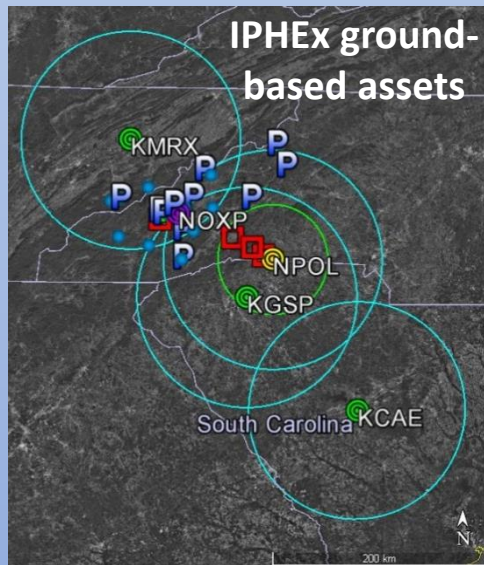 IPHEx ground-
based assets
KMRX
P
P
P
P
P
P
P
P
P
P
NOXP
NPOL
KGSP
South Carolina
KCAE
N
200 km